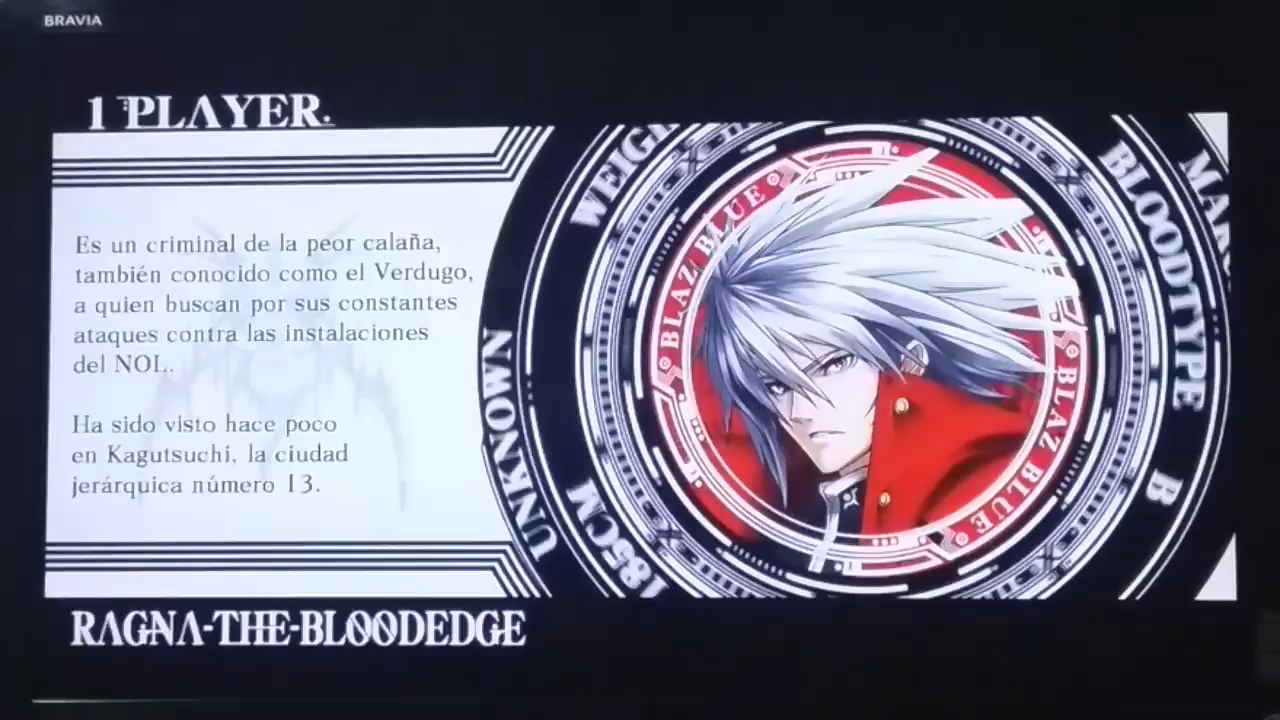 BRAVIA
1 PLAYER.
Es un criminal de la peor calaña,
también conocido como el Verdugo,
a quien buscan por sus constantes
ataques contra las instalaciones
del NOL.
Ha sido visto hace poco
en Kagutsuchi, la ciudad
jerárquica número 13.
UNKNOWN
185CM
BLAZ BLUE
BLAZ BLUE
BLOODTYPE
B
RAGNA-THE-BLOODEDGE